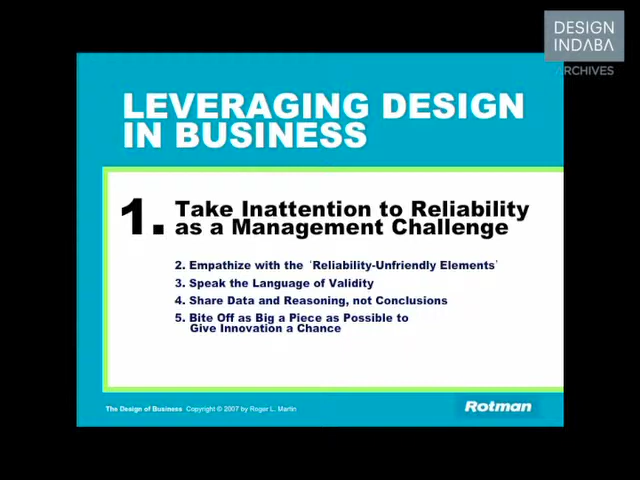 DESIGN
INDABA
ARCHIVES
LEVERAGING DESIGN
IN BUSINESS
1. Take Inattention to Reliability
as a Management Challenge
2. Empathize with the 'Reliability-Unfriendly Elements'
3. Speak the Language of Validity
4. Share Data and Reasoning, not Conclusions
5. Bite Off as Big a Piece as Possible to
Give Innovation a Chance
The Design of Business Copyright © 2007 by Roger L. Martin
Rotman